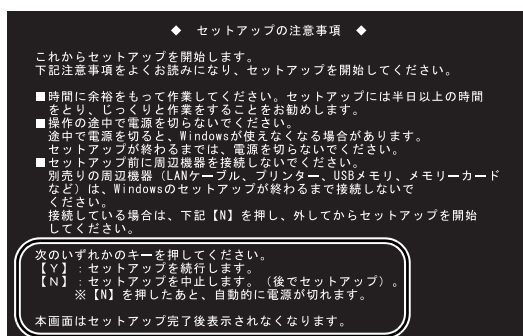 ◆ セットアップの注意事項 ◆
これからセットアップを開始します。
下記注意事項をよくお読みになり、セットアップを開始してください。
■時間に余裕をもって作業してください。セットアップには半日以上の時間
をとり、じっくりと作業をすることをお勧めします。
■操作の途中で電源を切らないでください。
途中で電源を切ると、Windowsが使えなくなる場合があります。
セットアップが終わるまでは、電源を切らないでください。
■セットアップ前に周辺機器を接続しないでください。
別売りの周辺機器（LANケーブル、プリンター、USBメモリ、メモリーカード
など）は、Windowsのセットアップが終わるまで接続しないで
ください。
接続している場合は、下記【N】を押し、外してからセットアップを開始
してください。
次のいずれかのキーを押してください。
【Y】：セットアップを続行します。
【N】：セットアップを中止します。（後でセットアップ）。
※【N】を押したあと、自動的に電源が切れます。
本画面はセットアップ完了後表示されなくなります。